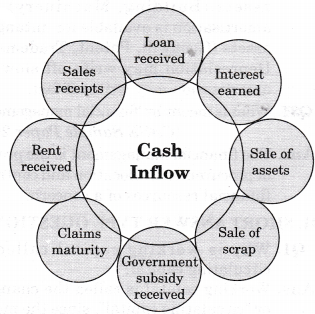 Loan
received
Interest
earned
Sale of
assets
Sale of
scrap
Government
subsidy
received
Claims
maturity
Rent
received
Sales
receipts
Cash
Inflow